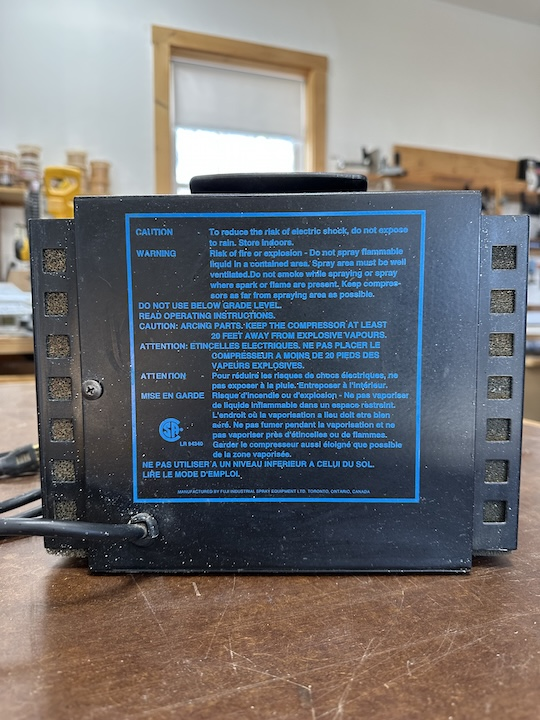 CAUTION - To reduce the risk of electric shock, do not expose
to rain. Store indoors.
WARNING - Risk of fire or explosion - Do not spray flammable
liquid in a contained area. Spray area must be well
ventilated.Do not smoke while spraying or spray
where spark or flame are present. Keep compres-
sors as far from spraying area as possible.
DO NOT USE BELOW GRADE LEVEL.
READ OPERATING INSTRUCTIONS.
CAUTION: ARCING PARTS. KEEP THE COMPRESSOR AT LEAST
20 FEET AWAY FROM EXPLOSIVE VAPOURS.
ATTENTION: ETINCELLES ELECTRIQUES. NE PAS PLACER LE
COMPRESSEUR A MOINS DE 20 PIEDS DES
VAPEURS EXPLOSIVES.
ATTENTION - Pour réduire les risques de chocs électriques, ne
pas exposer à la pluie. Entreposer à l'intérieur.
MISE EN GARDE - Risque d'incendie ou d'explosion - Ne pas vaporiser
de liquide inflammable dans un espace restraint.
L'endroit où la vaporisation a lieu doit être bien
aéré. Ne pas fumer pendant la vaporisation et ne
pas vaporiser près d'étincelles ou de flammes.
Garder le compresseur aussi éloigné que possible
de la zone vaporisée.
SA
LR 94340
NE PAS UTILISER A UN NIVEAU INFERIEUR A CELUI DU SOL.
LIRE LE MODE D'EMPLOI.
MANUFACTURED BY FUJI INDUSTRIAL SPRAY EQUIPMENT LTD. TORONTO, ONTARIO, CANADA